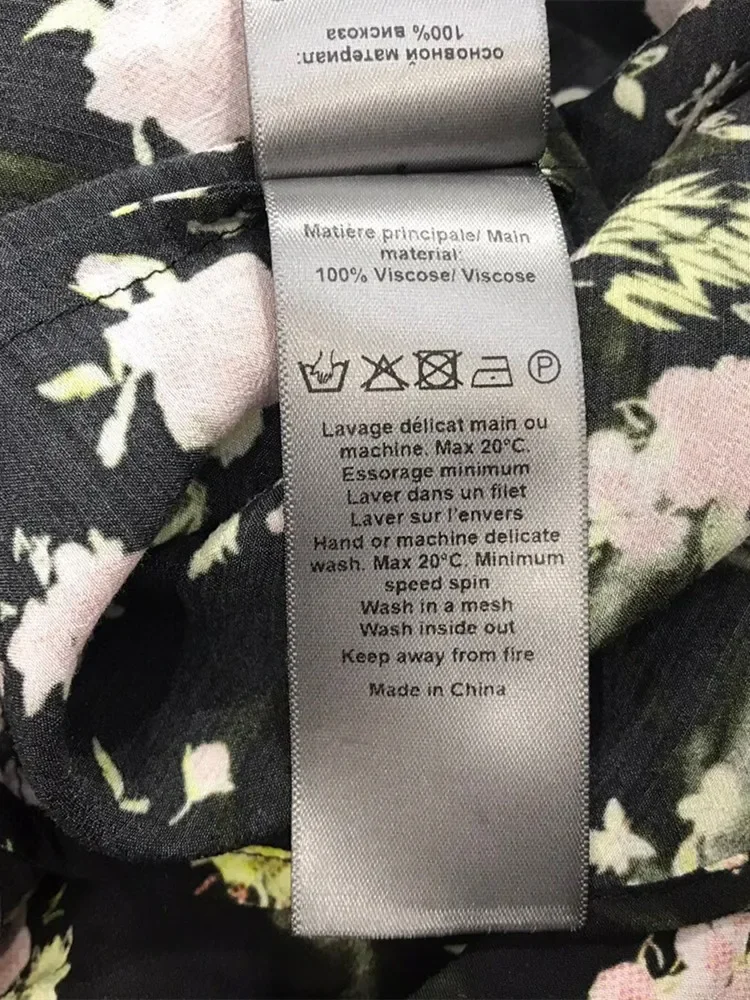 основной материал:
100% вискоза
Matière principale/ Main
material:
100% Viscose/ Viscose
P
Lavage délicat main ou
machine. Max 20°C.
Essorage minimum
Laver dans un filet
Laver sur l'envers
Hand or machine delicate
wash. Max 20°C. Minimum
speed spin
Wash in a mesh
Wash inside out
Keep away from fire
Made in China